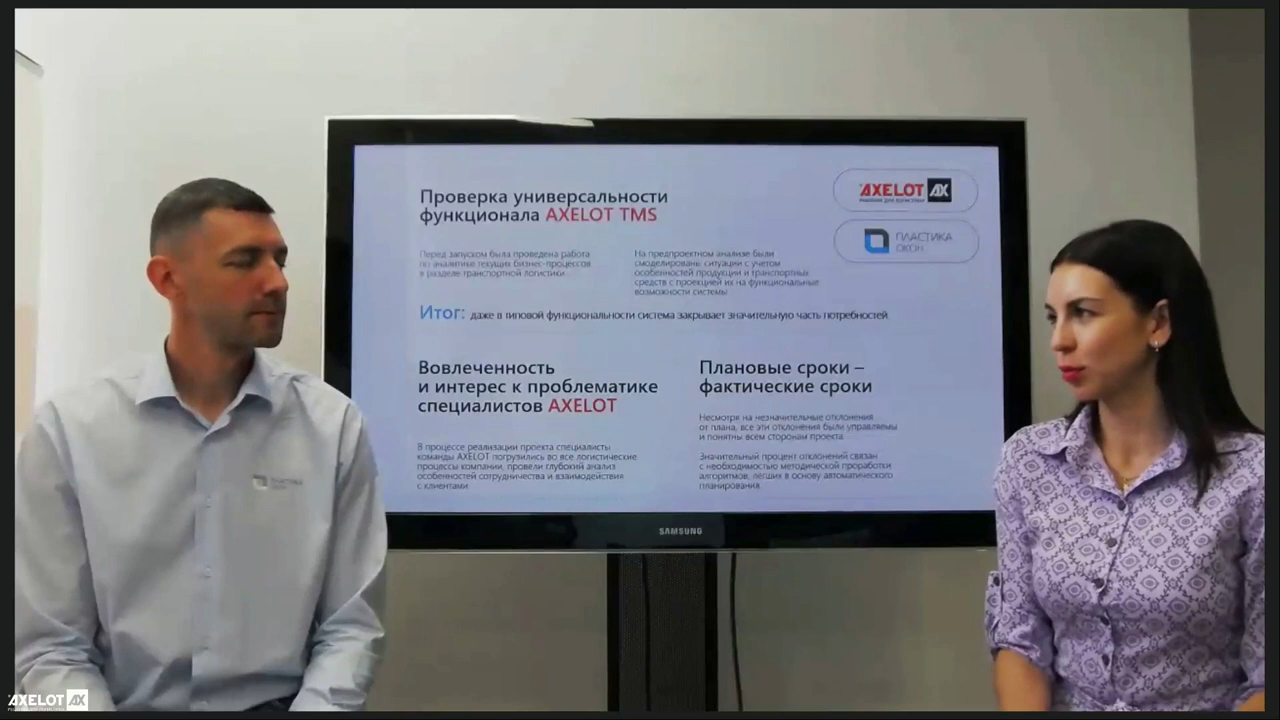 Проверка универсальности
функционала AXELOT TMS
AXELOT AX
ПЛАСТИКА
ОКОН
Перед запуском была проведена работа
по аналитике текущих бизнес-процессов
в разделе транспортной логистики
На предпроектном анализе были
смоделированы ситуации с учетом
особенностей продукции и транспортных
средств с проекцией их на функциональные
возможности системы
Итог: даже в типовой функциональности система закрывает значительную часть потребностей
Вовлеченность
и интерес к проблематике
специалистов AXELOT
Плановые сроки –
фактические сроки
В процессе реализации проекта специалисты
команды AXELOT погрузились во все логистические
процессы компании, провели глубокий анализ
особенностей сотрудничества и взаимодействия
с клиентами
Несмотря на незначительные отклонения
от плана, все эти отклонения были управляемы
и понятны всем сторонам проекта
Значительный процент отклонений связан
с необходимостью методической проработки
алгоритмов, легших в основу автоматического
планирования
ПЛАСТИКА
ОКОН
SAMSUNG
AXELOT AX